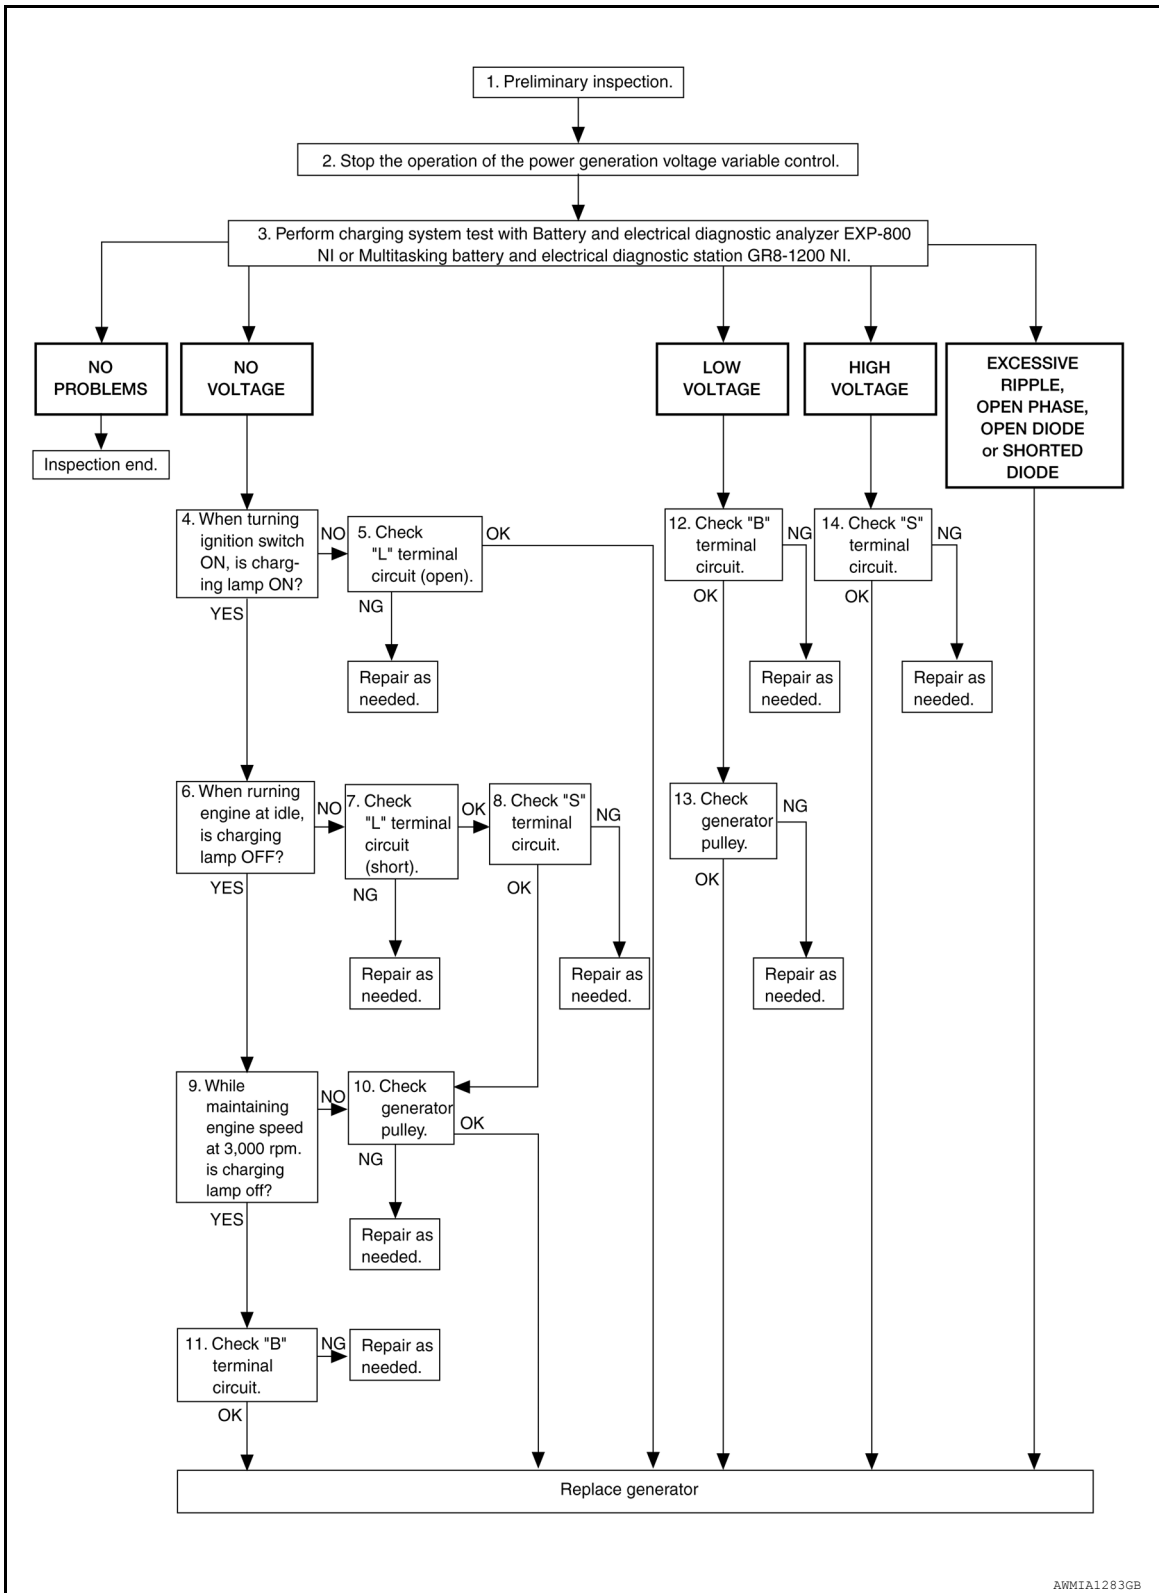 1. Preliminary inspection.
2. Stop the operation of the power generation voltage variable control.
3. Perform charging system test with Battery and electrical diagnostic analyzer EXP-800
NI or Multitasking battery and electrical diagnostic station GR8-1200 NI.
NO
PROBLEMS
NO
VOLTAGE
LOW
VOLTAGE
HIGH
VOLTAGE
EXCESSIVE
RIPPLE,
OPEN PHASE,
OPEN DIODE
or SHORTED
DIODE
Inspection end.
4. When turning
ignition switch
ON, is charg-
ing lamp ON?
NO
YES
5. Check
"L" terminal
circuit (open).
OK
NG
Repair as
needed.
12. Check "B"
terminal
circuit.
NG
OK
Repair as
needed.
14. Check "S"
terminal
circuit.
NG
OK
Repair as
needed.
6. When rurning
engine at idle,
is charging
lamp OFF?
NO
YES
7. Check
"L" terminal
circuit
(short).
OK
NG
Repair as
needed.
8. Check "S"
terminal
circuit.
NG
OK
Repair as
needed.
13. Check
generator
pulley.
NG
OK
Repair as
needed.
9. While
maintaining
engine speed
at 3,000 rpm.
is charging
lamp off?
NO
YES
10. Check
generator
pulley.
OK
NG
Repair as
needed.
11. Check "B"
terminal
circuit.
NG
OK
Repair as
needed.
Replace generator
AWMIA1283GB